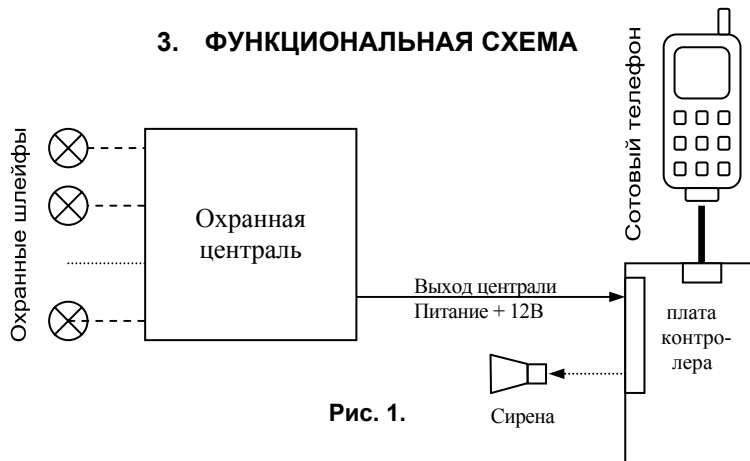 3. ФУНКЦИОНАЛЬНАЯ СХЕМА
Охранные шлейфы
Охранная
централь
Выход централи
Питание + 12В
Сотовый телефон
плата
контро-
лера
Сирена
Рис. 1.